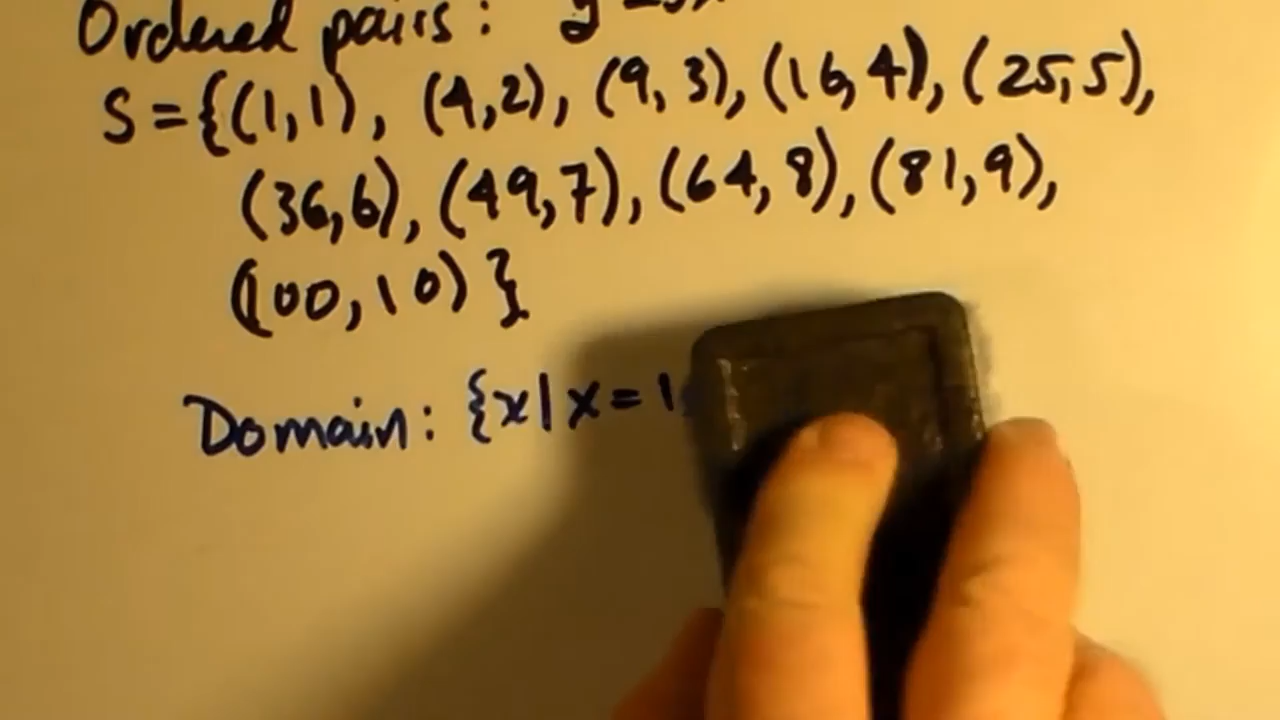 Ordered pairs: y =
S={(1,1), (4,2), (9,3), (16,4), (25,5),
(36,6), (49,7), (64,8), (81,9),
(100,10)}
Domain: {x|x=1